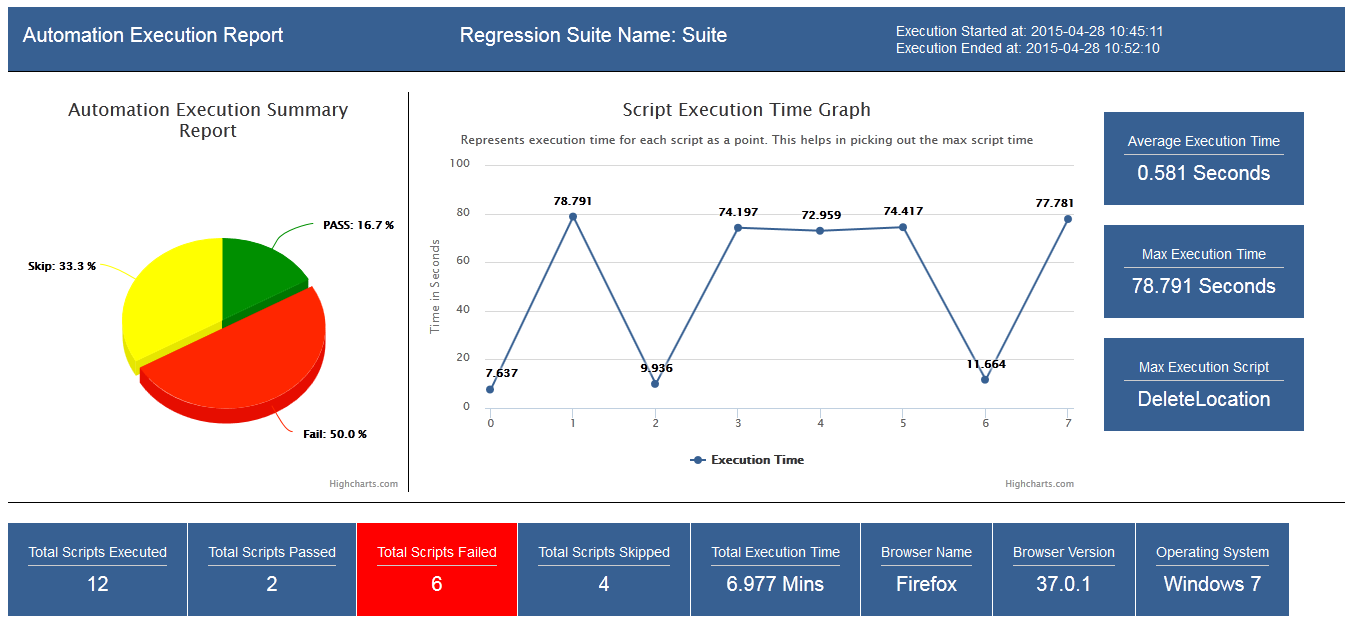 Automation Execution Report
Regression Suite Name: Suite
Execution Started at: 2015-04-28 10:45:11
Execution Ended at: 2015-04-28 10:52:10
Automation Execution Summary
Report
PASS: 16.7 %
Skip: 33.3 %
Fail: 50.0 %
Highcharts.com
Script Execution Time Graph
Represents execution time for each script as a point. This helps in picking out the max script time
Time in Seconds
100
80
60
40
20
0
7.637
78.791
9.936
74.197
72.959
74.417
11.664
77.781
0
1
2
3
4
5
6
7
Execution Time
Highcharts.com
Average Execution Time
0.581 Seconds
Max Execution Time
78.791 Seconds
Max Execution Script
DeleteLocation
Total Scripts Executed
12
Total Scripts Passed
2
Total Scripts Failed
6
Total Scripts Skipped
4
Total Execution Time
6.977 Mins
Browser Name
Firefox
Browser Version
37.0.1
Operating System
Windows 7